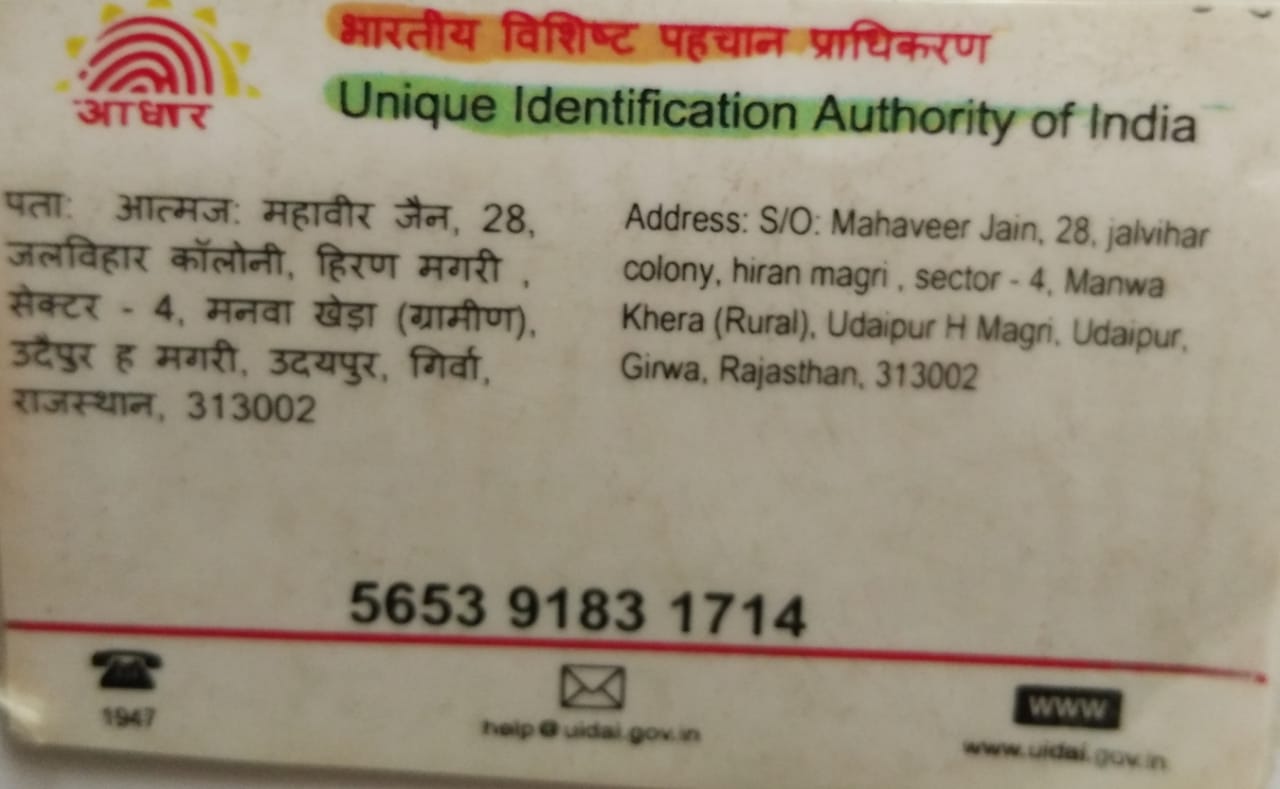 आधार
भारतीय विशिष्ट पहचान प्राधिकरण
Unique Identification Authority of India
पता: आत्मज: महावीर जैन, 28,
जलविहार कॉलोनी, हिरण मगरी ,
सेक्टर - 4, मनवा खेड़ा (ग्रामीण),
उदैपुर ह मगरी, उदयपुर, गिर्वा,
राजस्थान, 313002
Address: S/O: Mahaveer Jain, 28, jalvihar
colony, hiran magri , sector - 4, Manwa
Khera (Rural), Udaipur H Magri, Udaipur,
Girwa, Rajasthan, 313002
5653 9183 1714
1947
help@uidai.gov.in
WWW
www.uidai.gov.in